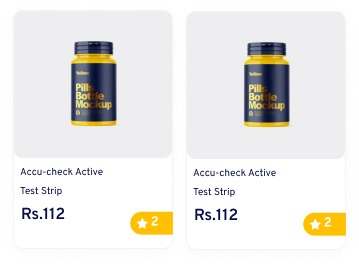 Pills
Bottle
Mockup
Accu-check Active
Test Strip
Rs.112
2
Pills
Bottle
Mockup
Accu-check Active
Test Strip
Rs.112
2